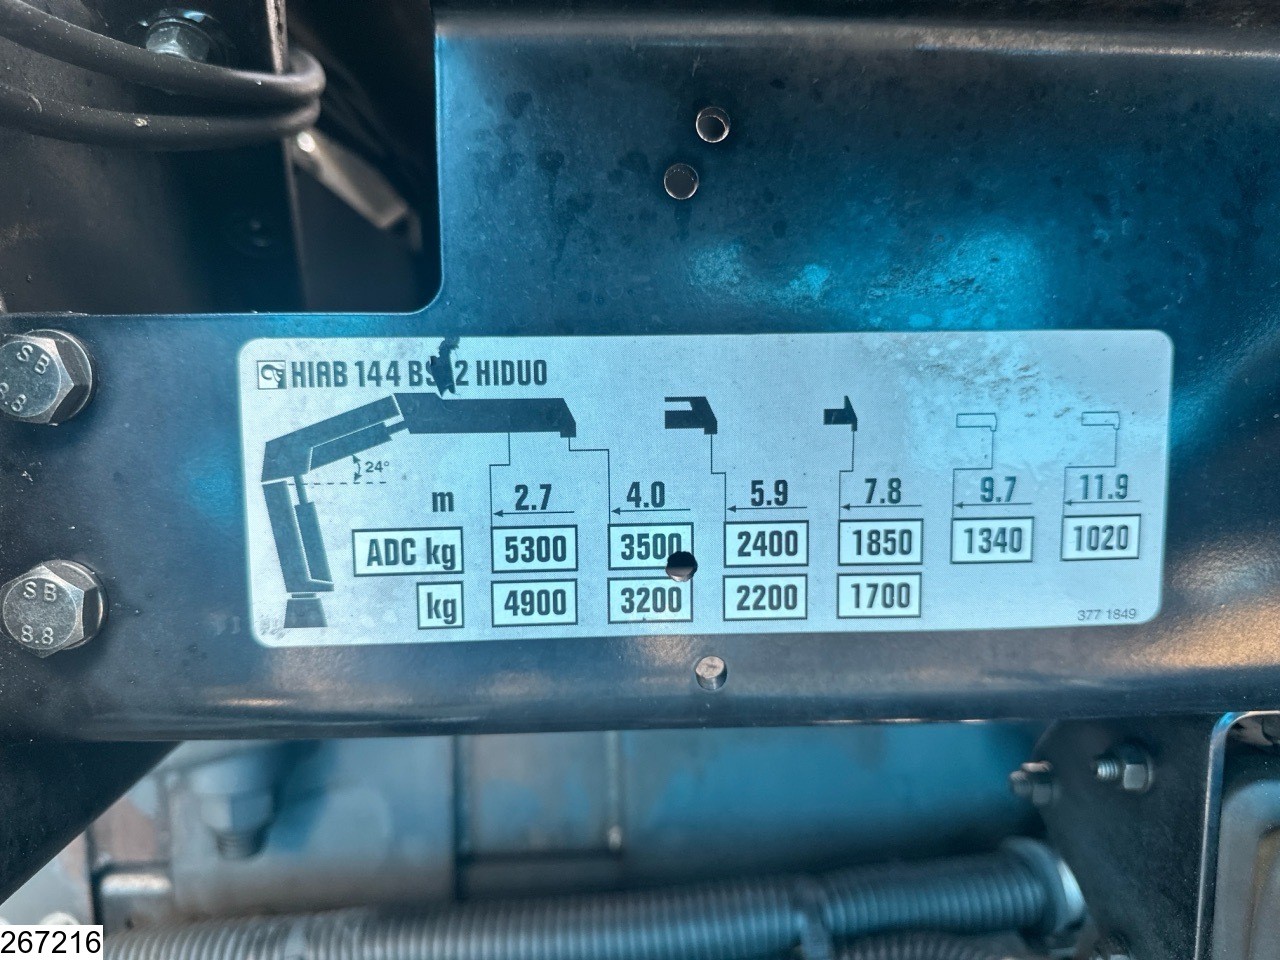 HIAB 144 BS 2 HIDUO
24°
m 2.7 4.0 5.9 7.8 9.7 11.9
ADC kg 5300 3500 2400 1850 1340 1020
kg 4900 3200 2200 1700
377 1849
SB
8.8
SB
8.8
267216